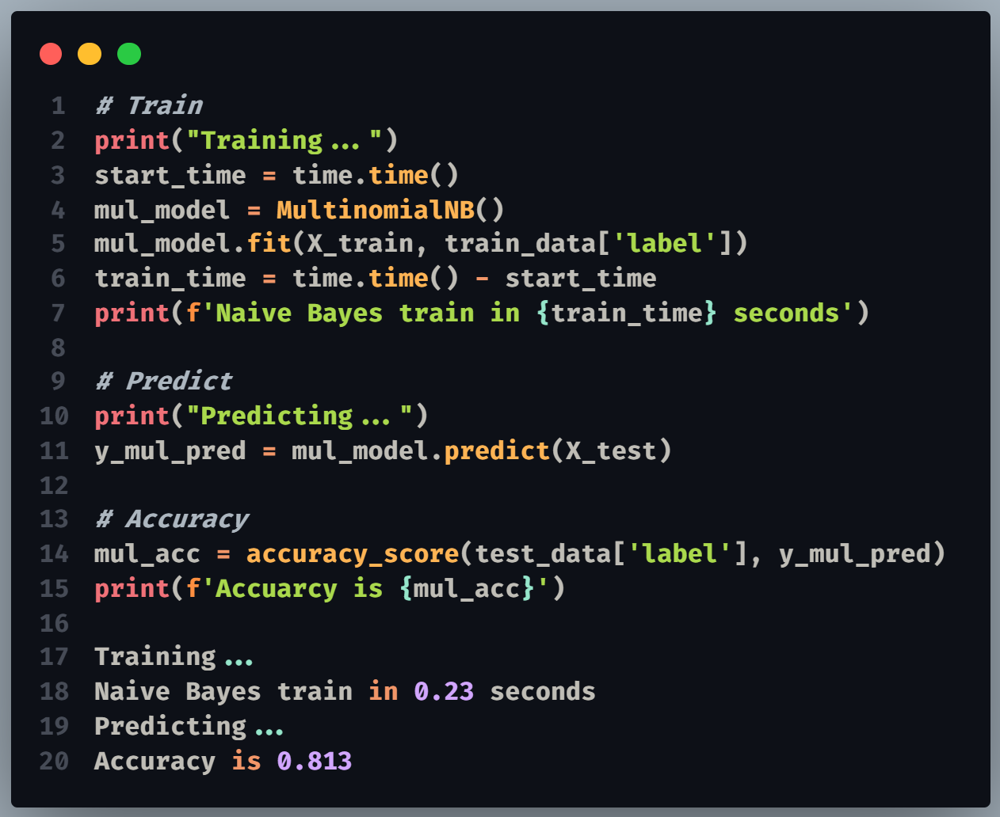 1 # Train
2 print("Training...")
3 start_time = time.time()
4 mul_model = MultinomialNB()
5 mul_model.fit(X_train, train_data['label'])
6 train_time = time.time() - start_time
7 print(f'Naive Bayes train in {train_time} seconds')
8
9 # Predict
10 print("Predicting...")
11 y_mul_pred = mul_model.predict(X_test)
12
13 # Accuracy
14 mul_acc = accuracy_score(test_data['label'], y_mul_pred)
15 print(f'Accuarcy is {mul_acc}')
16
17 Training...
18 Naive Bayes train in 0.23 seconds
19 Predicting...
20 Accuracy is 0.813